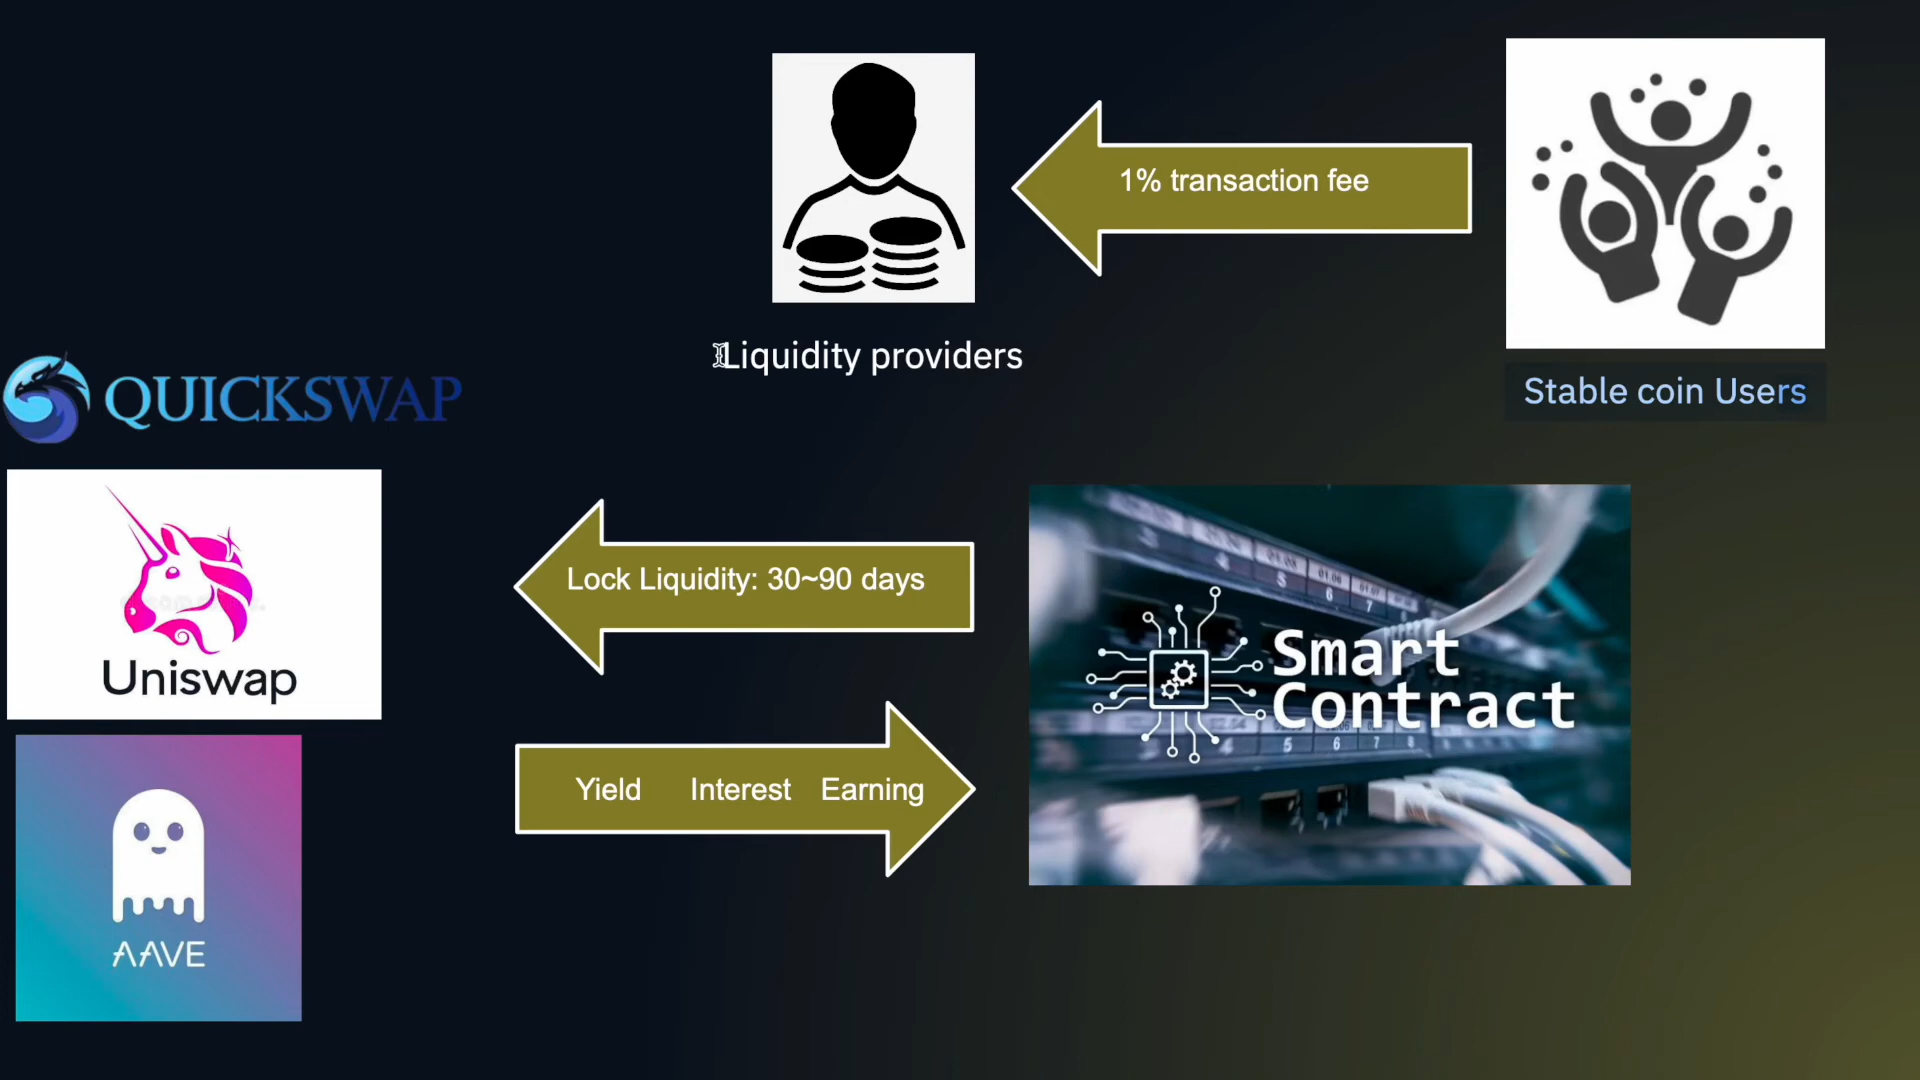 1% transaction fee
Liquidity providers
Stable coin Users
QUICKSWAP
Lock Liquidity: 30~90 days
Uniswap
Smart
Contract
Yield Interest Earning
AAVE